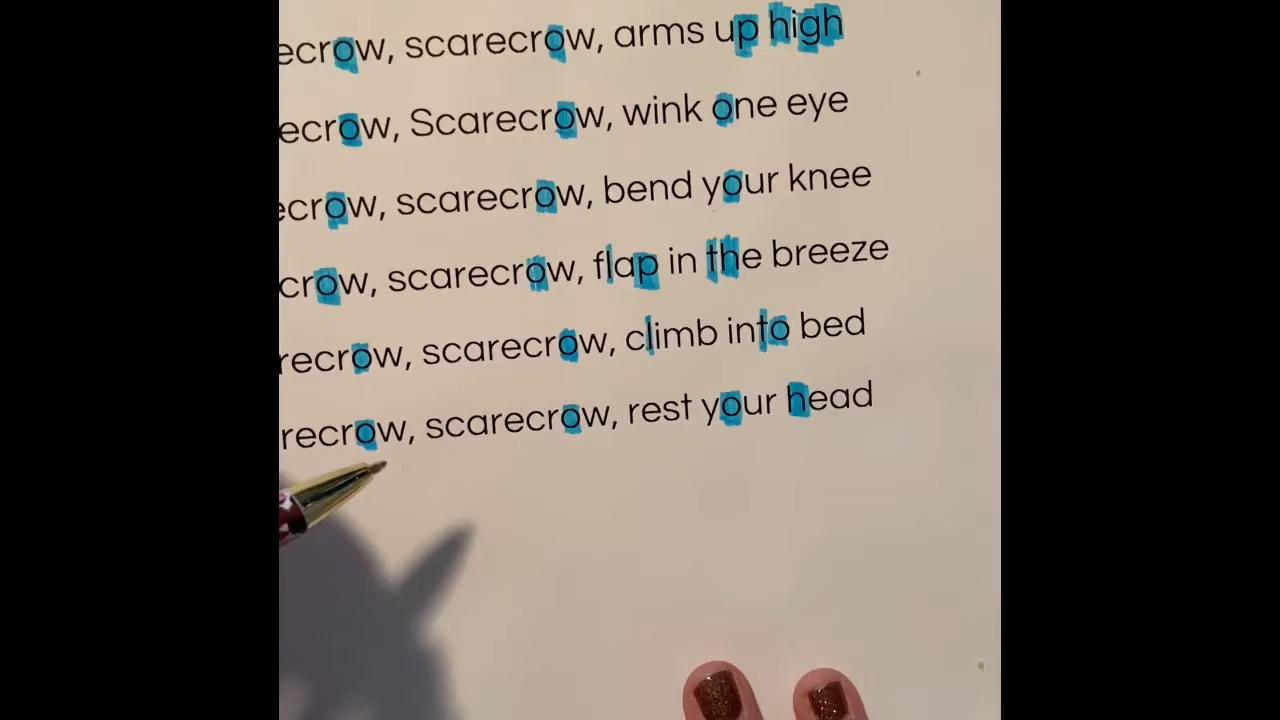 ecrow, scarecrow, arms up high
ecrow, Scarecrow, wink one eye
ecrow, scarecrow, bend your knee
crow, scarecrow, flap in the breeze
recrow, scarecrow, climb into bed
recrow, scarecrow, rest your head